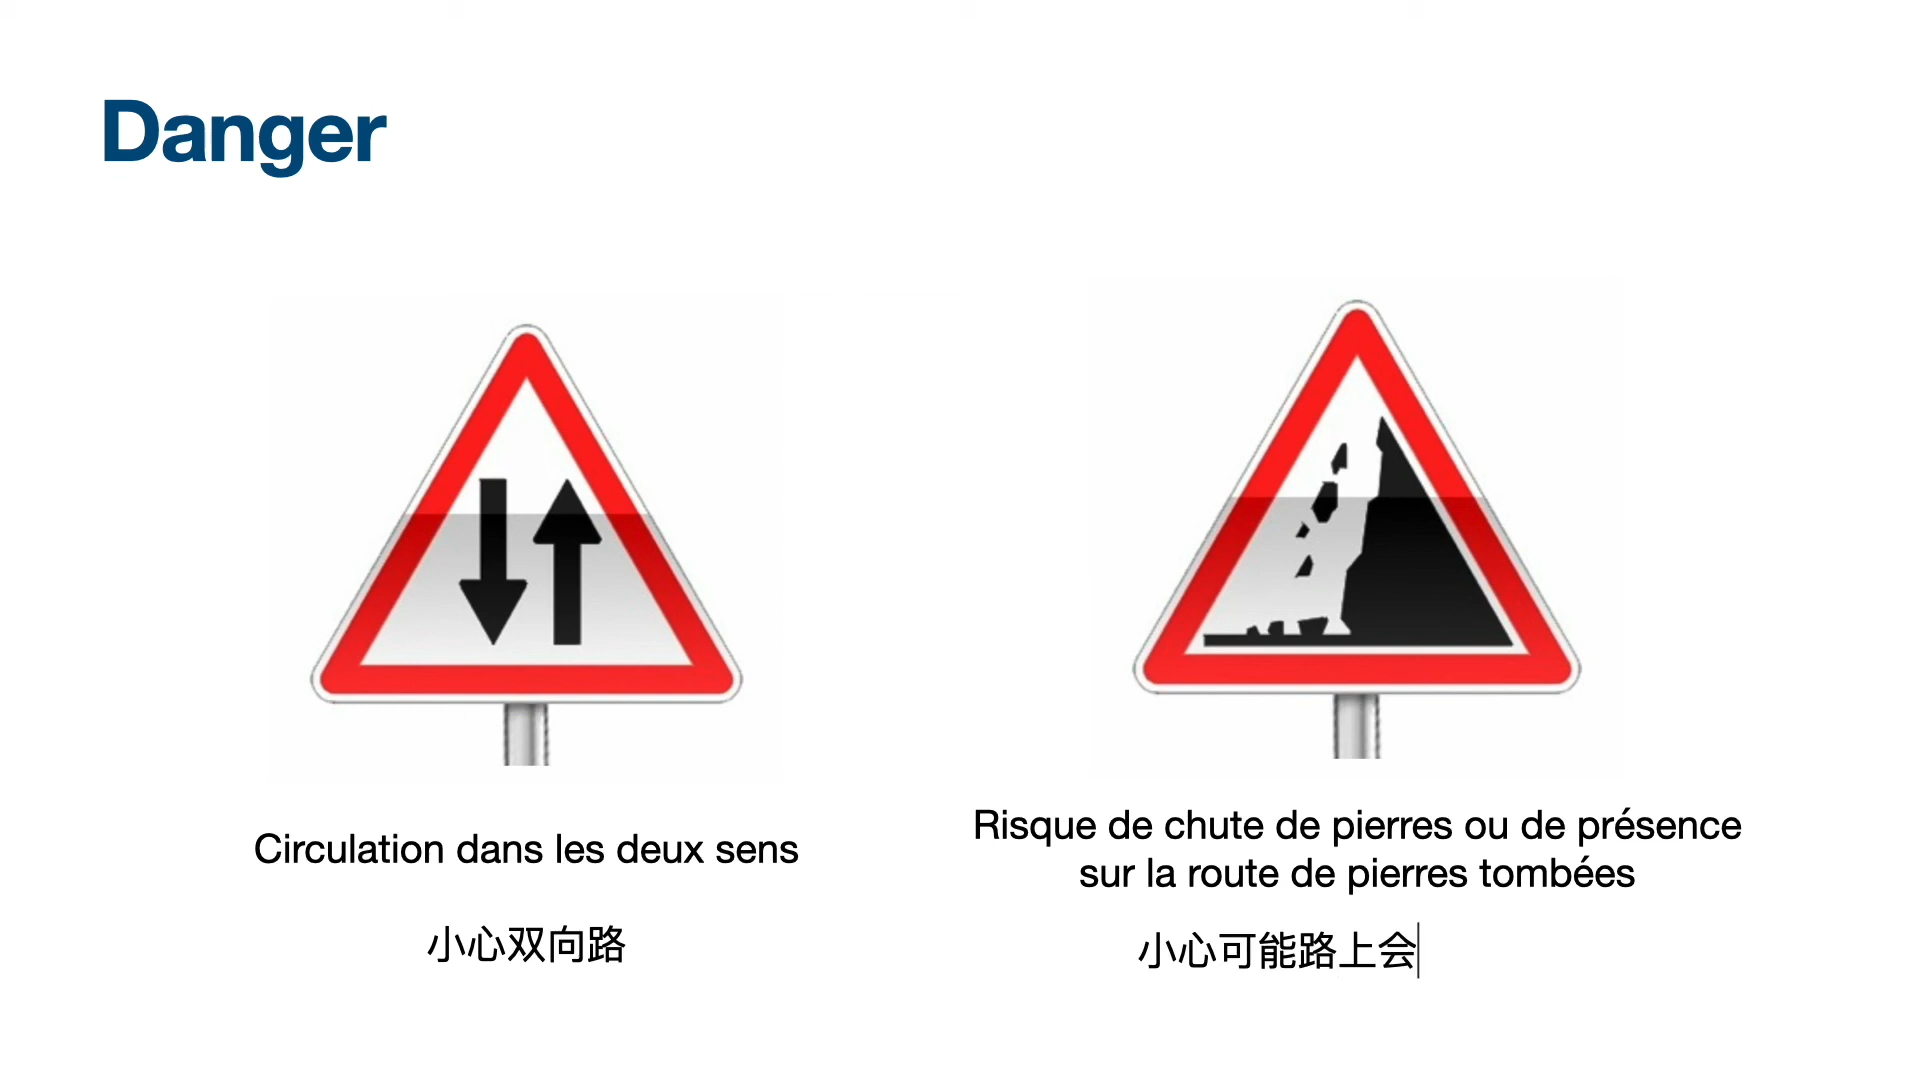 Danger
Circulation dans les deux sens
小心双向路
Risque de chute de pierres ou de présence
sur la route de pierres tombées
小心可能路上会